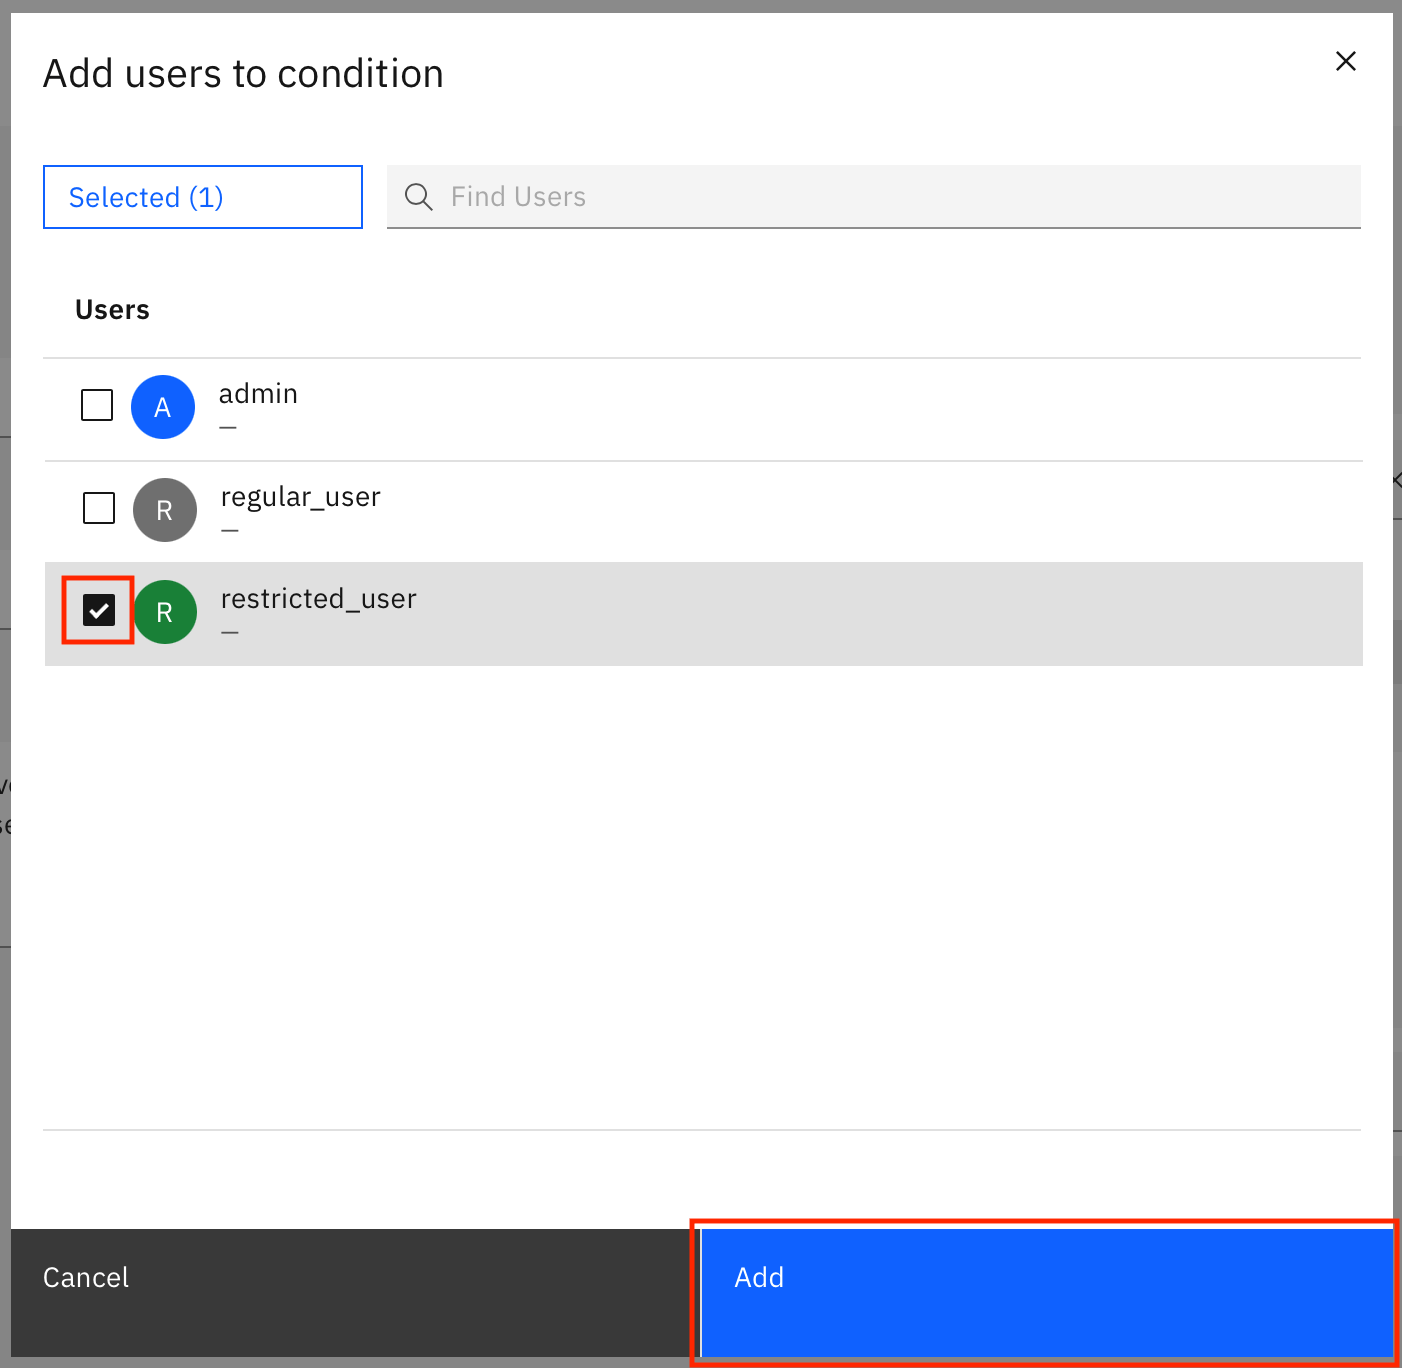 Add users to condition
Selected (1)
Find Users
Users
A
admin
—
R
regular_user
—
R
restricted_user
—
Cancel
Add